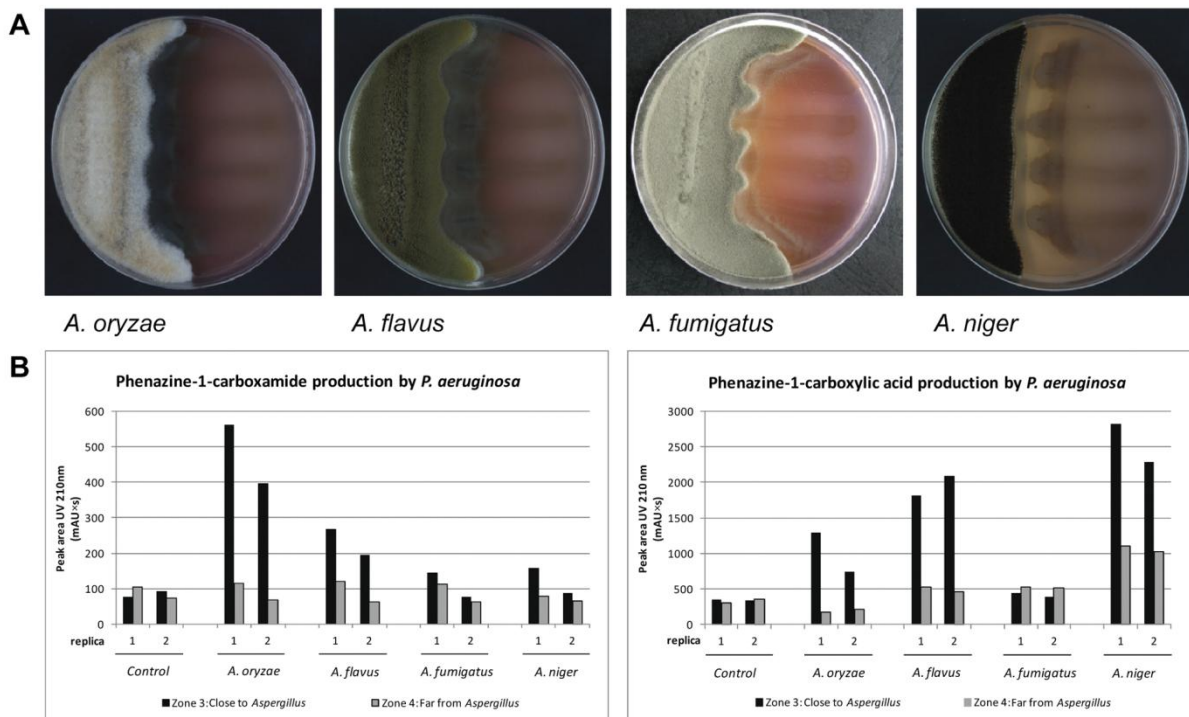 A
A. oryzae
A. flavus
A. fumigatus
A. niger
B
Phenazine-1-carboxamide production by P. aeruginosa
Peak area UV 210nm
(mAU×s)
600
500
400
300
200
100
0
replica
1 2 1 2 1 2 1 2 1 2
Control A. oryzae A. flavus A. fumigatus A. niger
Zone 3:Close to Aspergillus Zone 4:Far from Aspergillus
Phenazine-1-carboxylic acid production by P. aeruginosa
Peak area UV 210 nm
(mAU×s)
3000
2500
2000
1500
1000
500
0
replica
1 2 1 2 1 2 1 2 1 2
Control A. oryzae A. flavus A. fumigatus A. niger
Zone 3:Close to Aspergillus Zone 4:Far from Aspergillus